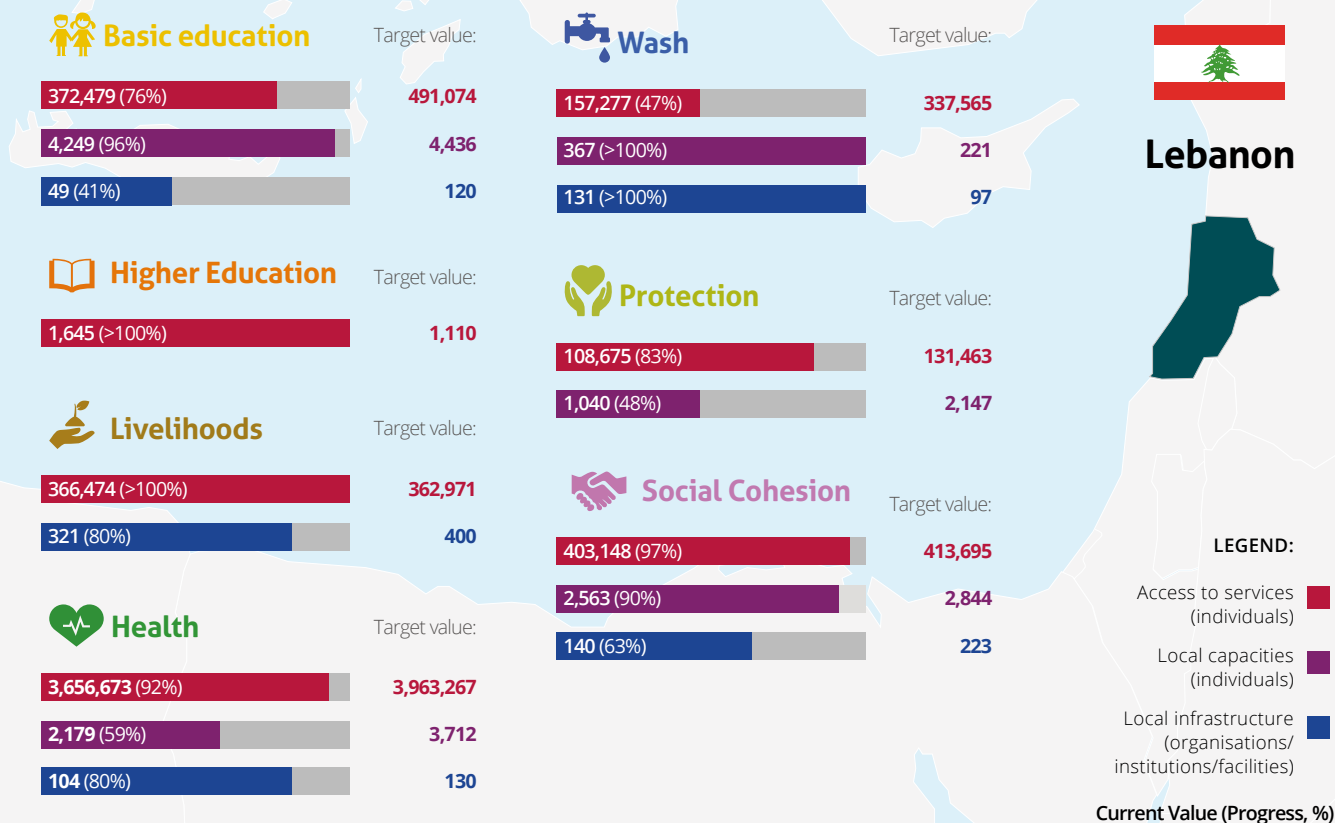 Basic education Target value:
372,479 (76%) 491,074
4,249 (96%) 4,436
49 (41%) 120
Higher Education Target value:
1,645 (>100%) 1,110
Livelihoods Target value:
366,474 (>100%) 362,971
321 (80%) 400
Health Target value:
3,656,673 (92%) 3,963,267
2,179 (59%) 3,712
104 (80%) 130
Wash Target value:
157,277 (47%) 337,565
367 (>100%) 221
131 (>100%) 97
Protection Target value:
108,675 (83%) 131,463
1,040 (48%) 2,147
Social Cohesion Target value:
403,148 (97%) 413,695
2,563 (90%) 2,844
140 (63%) 223
Lebanon
LEGEND:
Access to services
(individuals)
Local capacities
(individuals)
Local infrastructure
(organisations/
institutions/facilities)
Current Value (Progress, %)